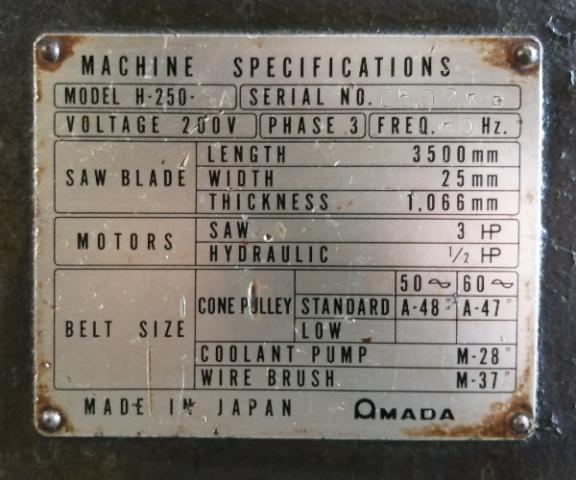 MACHINE SPECIFICATIONS
MODEL H-250- SERIAL NO.
VOLTAGE 200V PHASE 3 FREQ. Hz.
SAW BLADE LENGTH 3500mm
WIDTH 25mm
THICKNESS 1.066mm
MOTORS SAW 3 HP
HYDRAULIC 1/2 HP
BELT SIZE CONE PULLEY 50~ 60~
STANDARD A-48" A-47"
LOW
COOLANT PUMP M-28"
WIRE BRUSH M-37"
MADE IN JAPAN AMADA